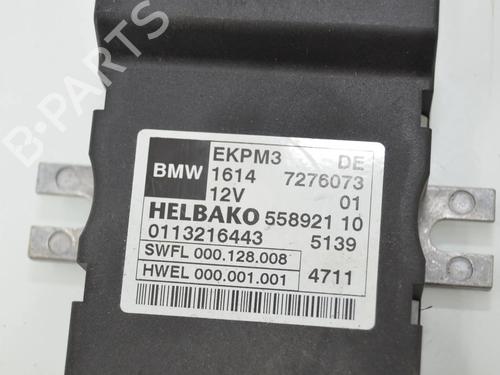 B-PARTS
EKPM3 DE
BMW 1614 7276073
12V 01
HELBAKO 558921 10
0113216443 5139
SWFL 000.128.008
HWEL 000.001.001 4711